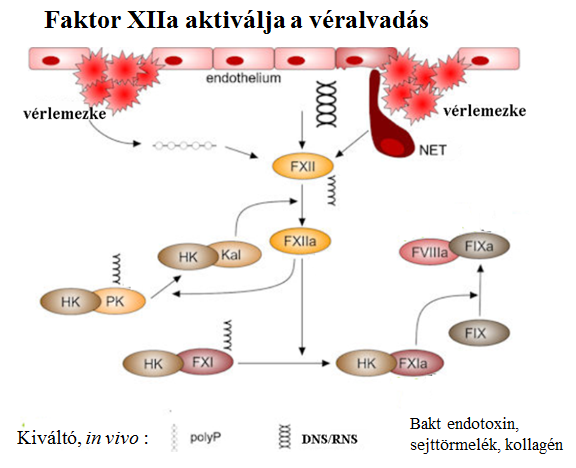 Faktor XIIa aktiválja a véralvadás
endothelium
vérlemezke
vérlemezke
NET
FXII
HK Kal
FXIIa
FVIIIa FIXa
HK PK
FIX
HK FXI
HK FXIa
Bakt endotoxin,
Kiváltó, in vivo : polyP DNS/RNS
sejttörmelék, kollagén